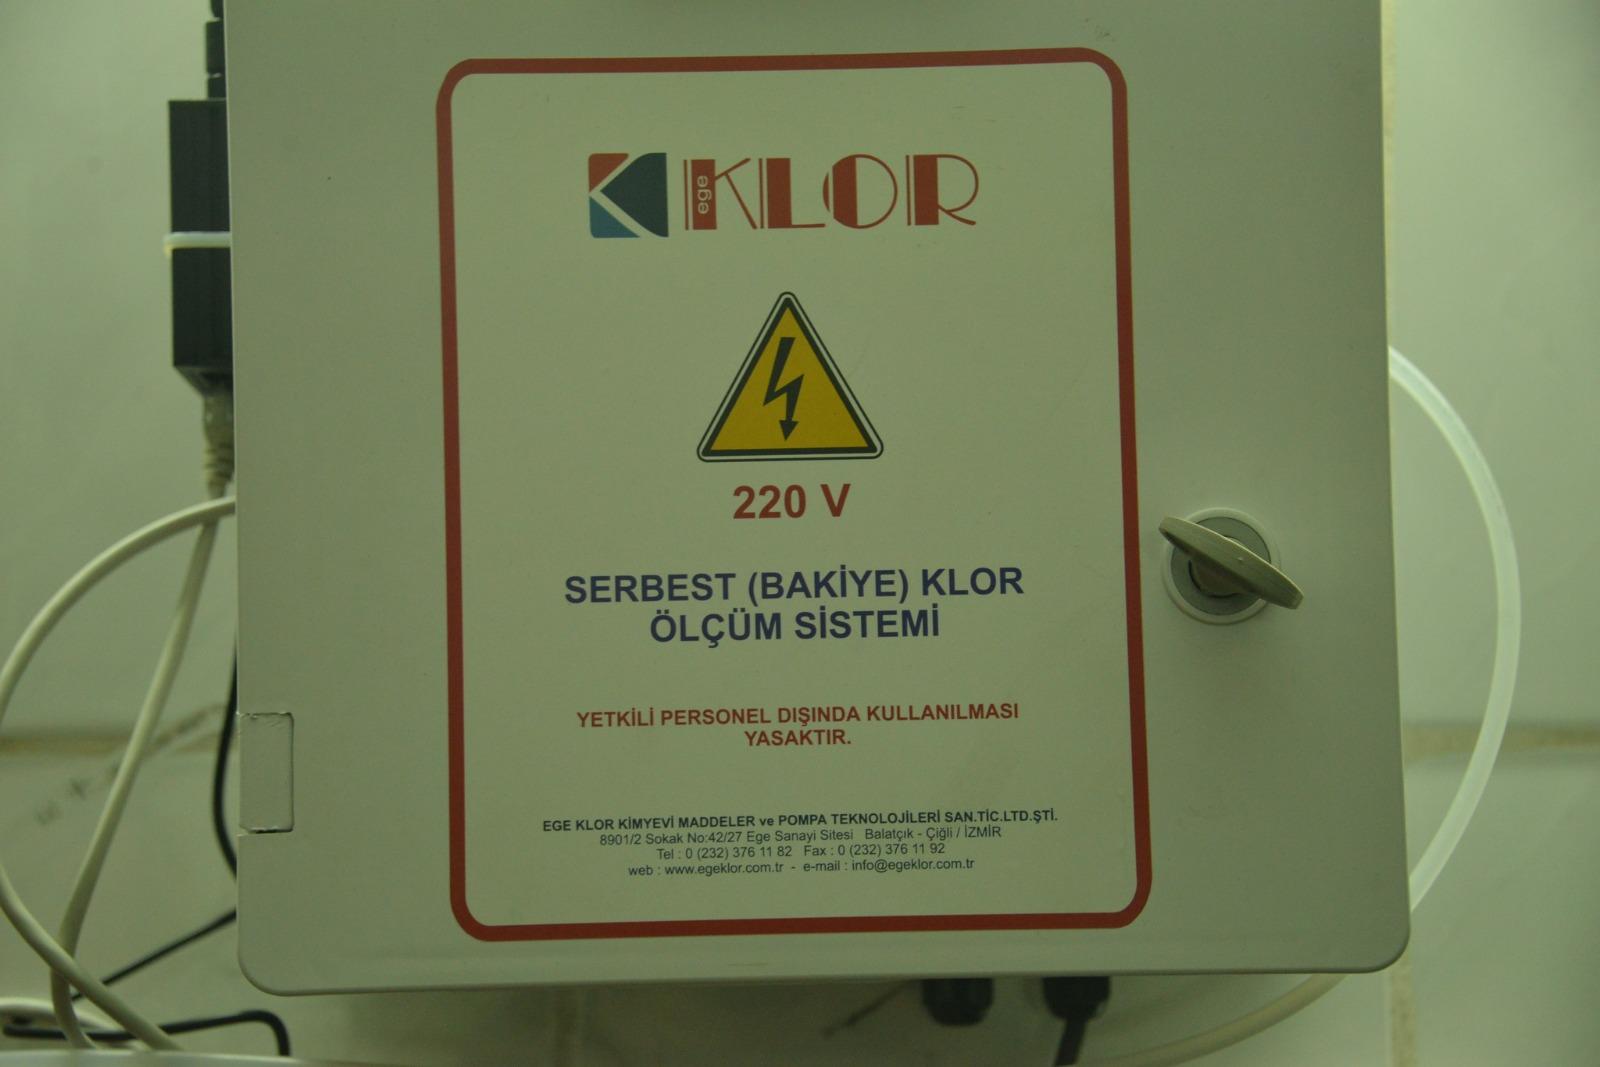 ege KLOR
220 V
SERBEST (BAKİYE) KLOR
ÖLÇÜM SİSTEMİ
YETKİLİ PERSONEL DIŞINDA KULLANILMASI
YASAKTIR.
EGE KLOR KİMYEVİ MADDELER ve POMPA TEKNOLOJİLERİ SAN.TİC.LTD.ŞTİ.
8901/2 Sokak No:42/27 Ege Sanayi Sitesi Balatçık - Çiğli / İZMİR
Tel : 0 (232) 376 11 82 Fax : 0 (232) 376 11 92
web : www.egeklor.com.tr - e-mail : info@egeklor.com.tr